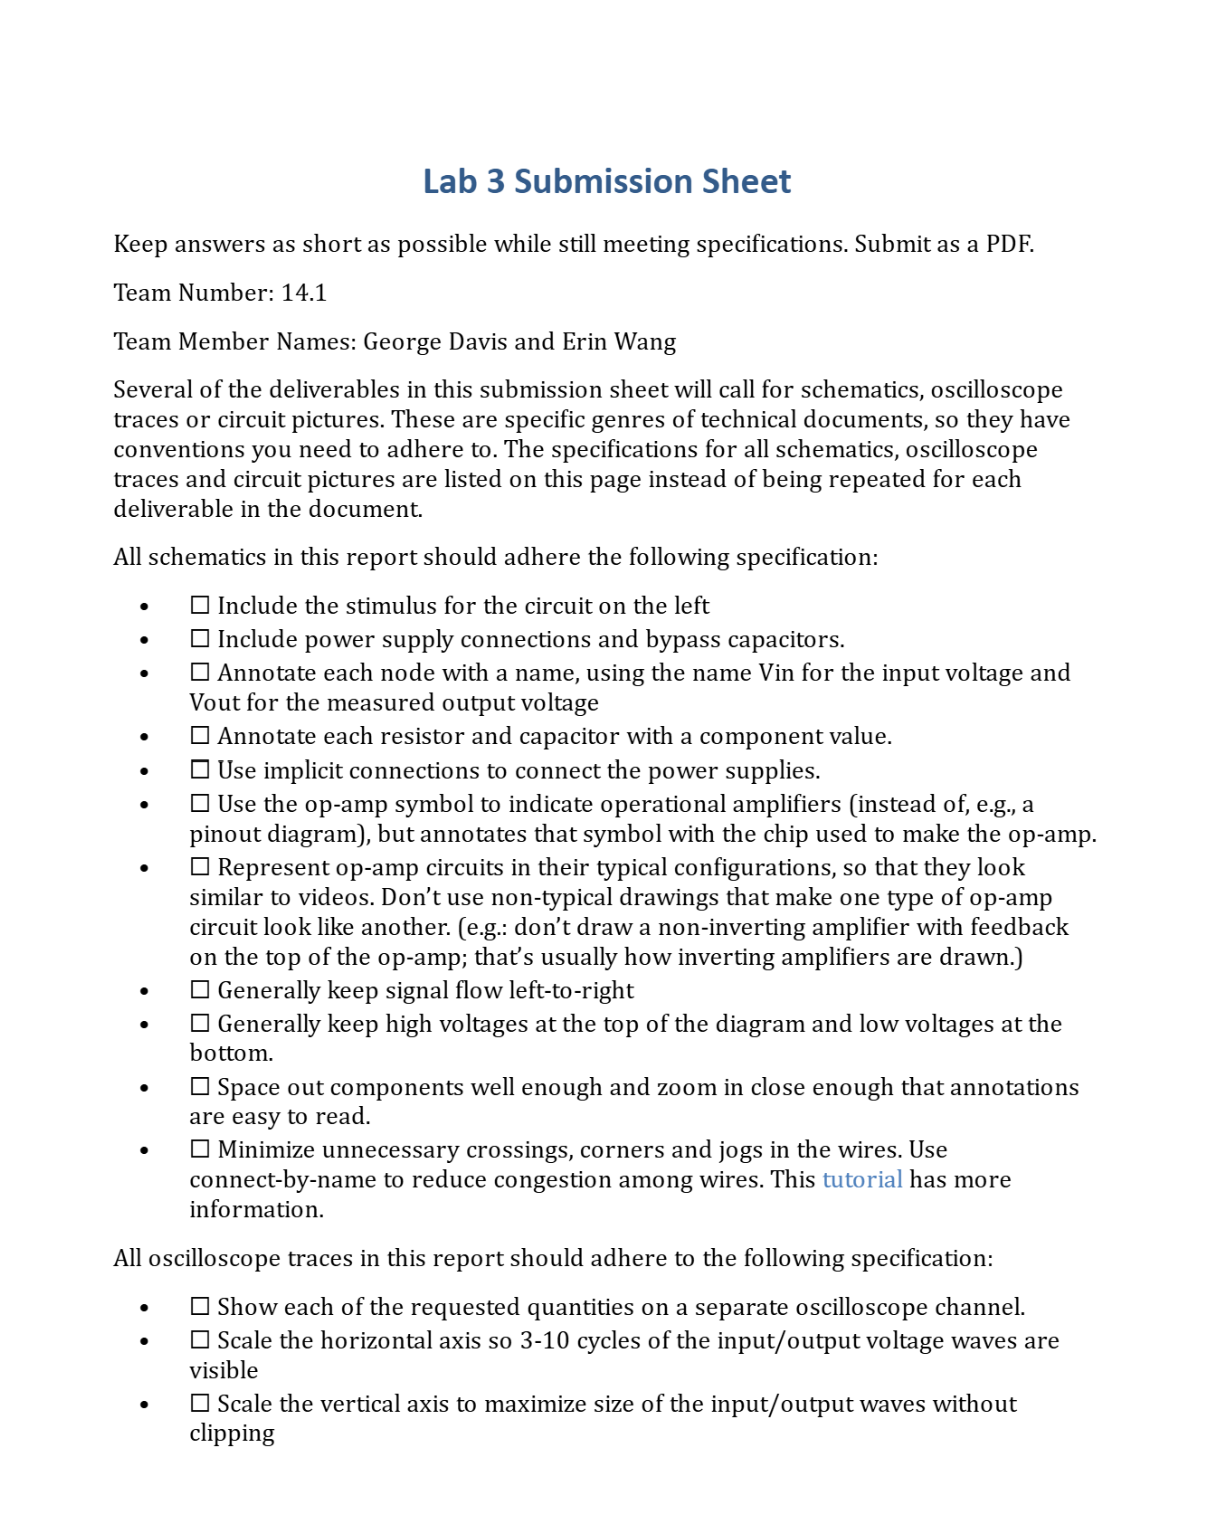 Lab 3 Submission Sheet
Keep answers as short as possible while still meeting specifications. Submit as a PDF.
Team Number: 14.1
Team Member Names: George Davis and Erin Wang
Several of the deliverables in this submission sheet will call for schematics, oscilloscope
traces or circuit pictures. These are specific genres of technical documents, so they have
conventions you need to adhere to. The specifications for all schematics, oscilloscope
traces and circuit pictures are listed on this page instead of being repeated for each
deliverable in the document.
All schematics in this report should adhere the following specification:
• ☐ Include the stimulus for the circuit on the left
• ☐ Include power supply connections and bypass capacitors.
• ☐ Annotate each node with a name, using the name Vin for the input voltage and
Vout for the measured output voltage
• ☐ Annotate each resistor and capacitor with a component value.
• ☐ Use implicit connections to connect the power supplies.
• ☐ Use the op-amp symbol to indicate operational amplifiers (instead of, e.g., a
pinout diagram), but annotates that symbol with the chip used to make the op-amp.
• ☐ Represent op-amp circuits in their typical configurations, so that they look
similar to videos. Don’t use non-typical drawings that make one type of op-amp
circuit look like another. (e.g.: don’t draw a non-inverting amplifier with feedback
on the top of the op-amp; that’s usually how inverting amplifiers are drawn.)
• ☐ Generally keep signal flow left-to-right
• ☐ Generally keep high voltages at the top of the diagram and low voltages at the
bottom.
• ☐ Space out components well enough and zoom in close enough that annotations
are easy to read.
• ☐ Minimize unnecessary crossings, corners and jogs in the wires. Use
connect-by-name to reduce congestion among wires. This tutorial has more
information.
All oscilloscope traces in this report should adhere to the following specification:
• ☐ Show each of the requested quantities on a separate oscilloscope channel.
• ☐ Scale the horizontal axis so 3-10 cycles of the input/output voltage waves are
visible
• ☐ Scale the vertical axis to maximize size of the input/output waves without
clipping